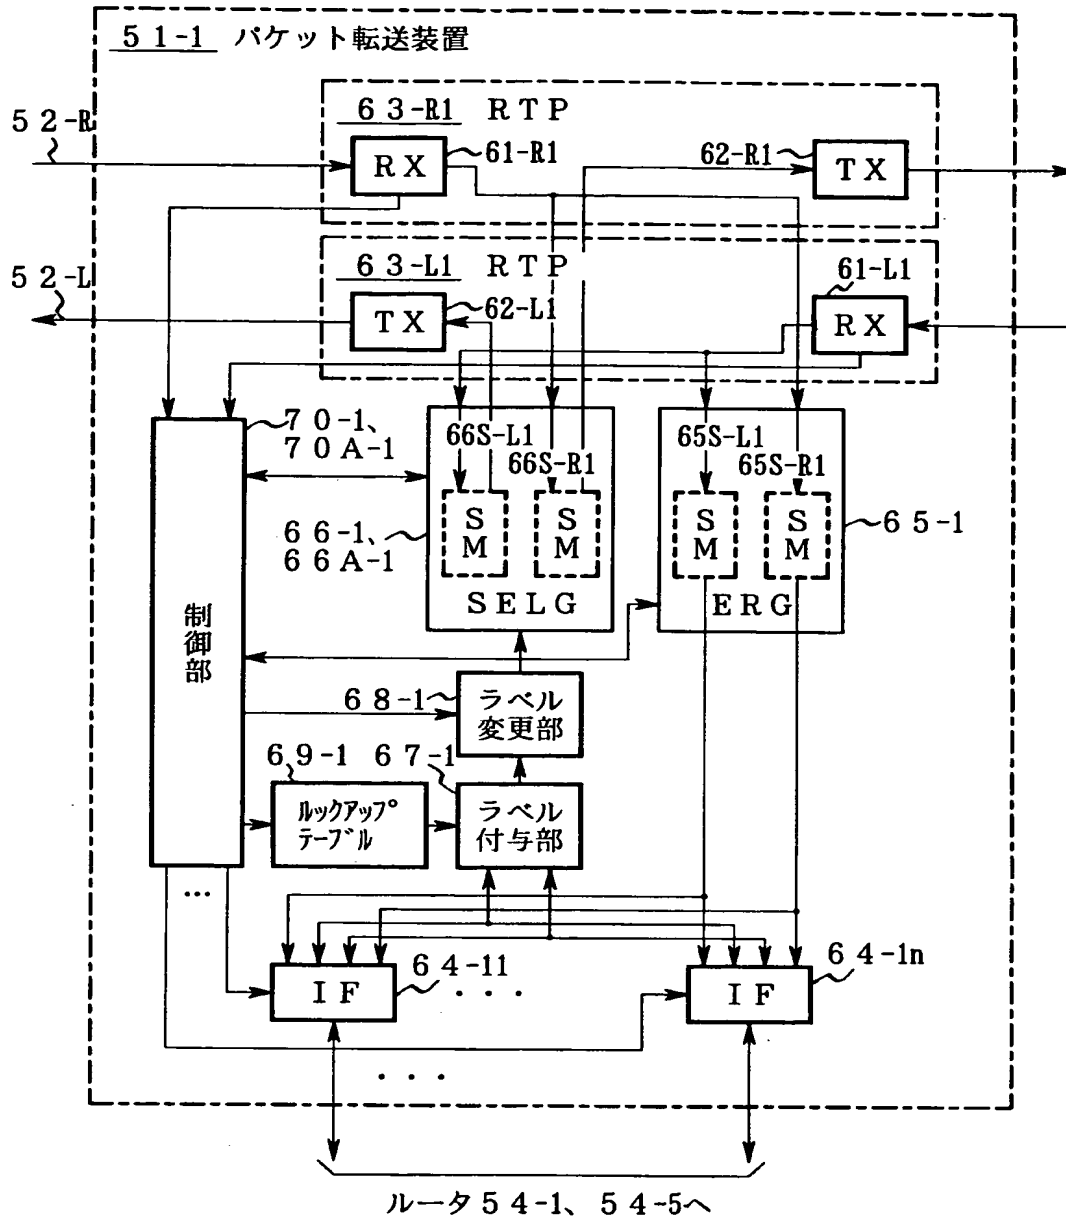 51-1 パケット転送装置
63-R1 RTP
52-R
RX
61-R1
62-R1
TX
63-L1 RTP
52-L
TX
62-L1
61-L1
RX
70-1、
70A-1
66S-L1
66S-R1
65S-L1
65S-R1
SM
SM
SM
SM
66-1、
66A-1
65-1
SELG
ERG
制御部
68-1
ラベル
変更部
69-1
67-1
ルックアップ
テーブル
ラベル
付与部
...
64-11
64-1n
IF
・・・
IF
・・・
ルータ54-1、54-5へ